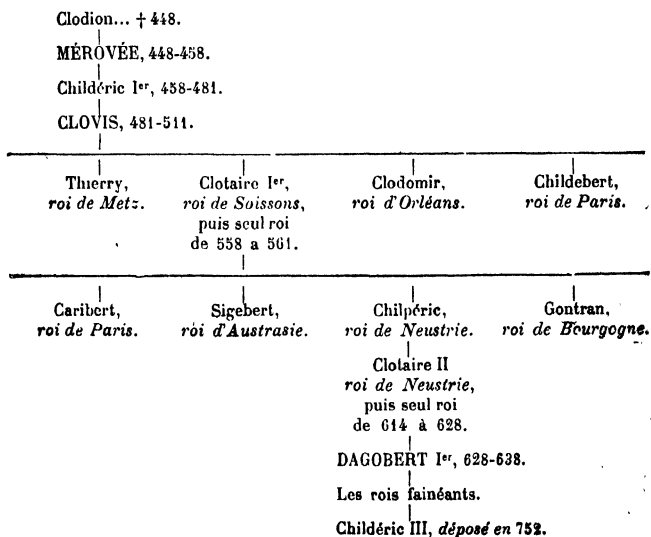 Clodion... † 448.
MÉROVÉE, 448-458.
Childéric Iᵉʳ, 458-481.
CLOVIS, 481-511.
Thierry,
roi de Metz.
Clotaire Iᵉʳ,
roi de Soissons,
puis seul roi
de 558 a 561.
Clodomir,
roi d'Orléans.
Childebert,
roi de Paris.
Caribert,
roi de Paris.
Sigebert,
roi d'Austrasie.
Chilpéric,
roi de Neustrie.
Gontran,
roi de Bourgogne.
Clotaire II
roi de Neustrie,
puis seul roi
de 614 à 628.
DAGOBERT Iᵉʳ, 628-638.
Les rois fainéants.
Childéric III, déposé en 752.